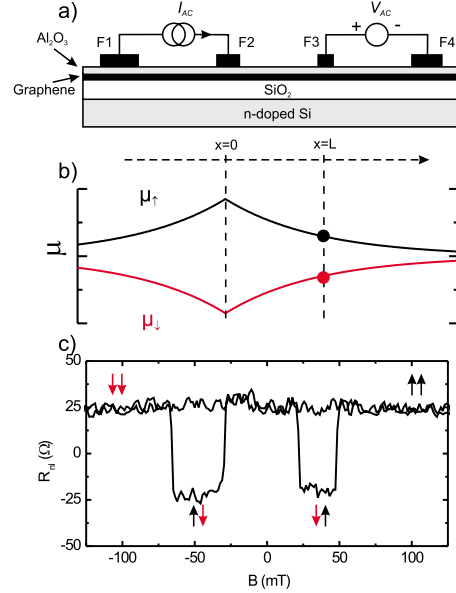 a)
I_AC
V_AC
Al₂O₃
F1
F2
F3
+
-
F4
Graphene
SiO₂
n-doped Si
b)
x=0
x=L
μ↑
μ
μ↓
c)
50
25
0
-25
-50
R_nl (Ω)
↓↓
↑↑
↑↓
↓↑
-100
-50
0
50
100
B (mT)